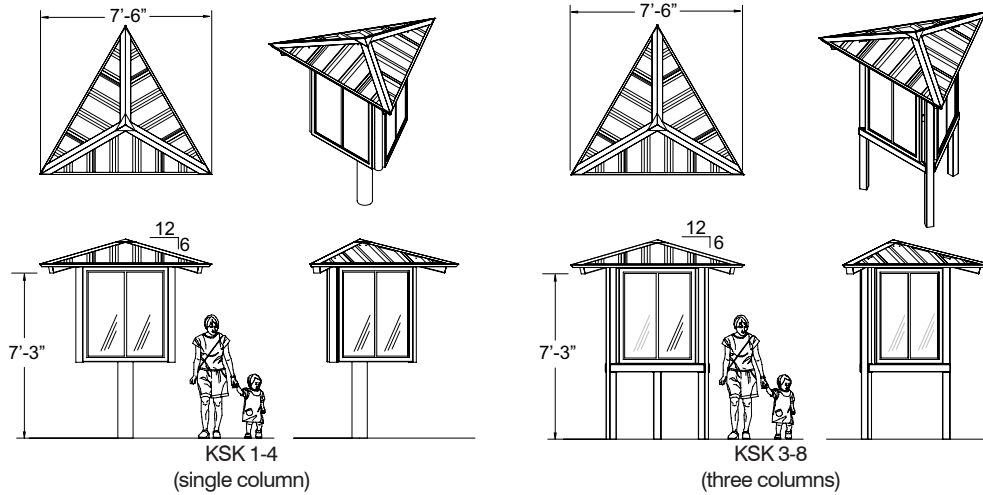 7’-6”
7’-6”
12
6
12
6
7’-3”
7’-3”
KSK 1-4
(single column)
KSK 3-8
(three columns)